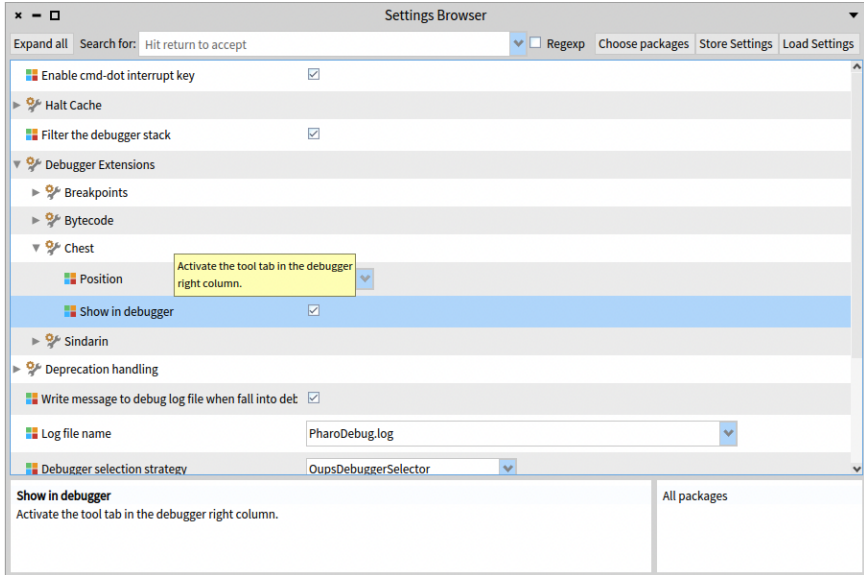 Settings Browser
Expand all Search for: Hit return to accept Regexp Choose packages Store Settings Load Settings
Enable cmd-dot interrupt key
Halt Cache
Filter the debugger stack
Debugger Extensions
Breakpoints
Bytecode
Chest
Activate the tool tab in the debugger
right column.
Position
Show in debugger
Sindarin
Deprecation handling
Write message to debug log file when fall into
Log file name PharoDebug.log
Debugger selection strategy OupsDebuggerSelector
Show in debugger
Activate the tool tab in the debugger right column.
All packages